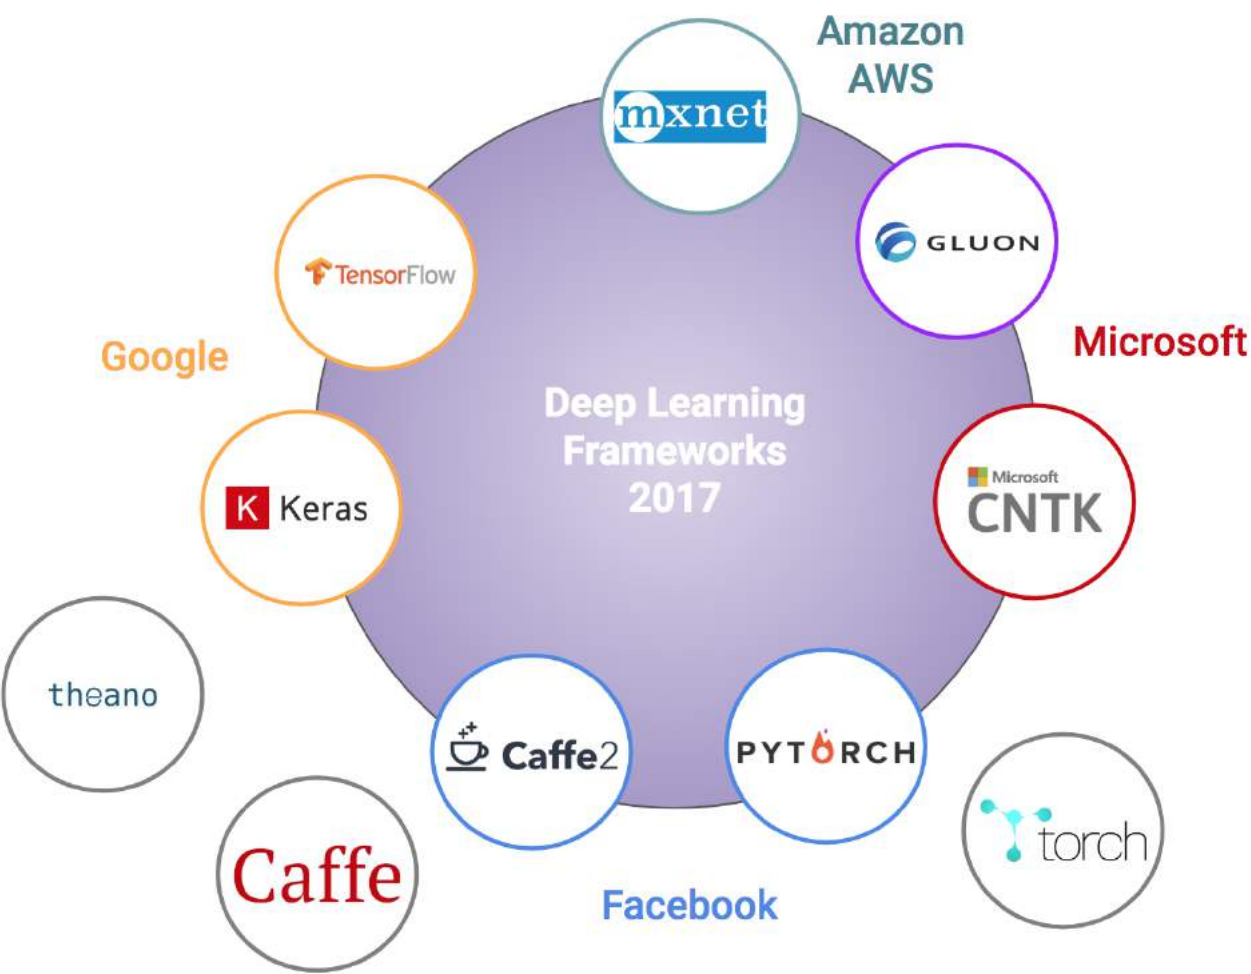 Amazon
AWS
mxnet
GLUON
TensorFlow
Google
Microsoft
Deep Learning
Frameworks
2017
K Keras
Microsoft
CNTK
theano
Caffe2
PYTORCH
torch
Caffe
Facebook